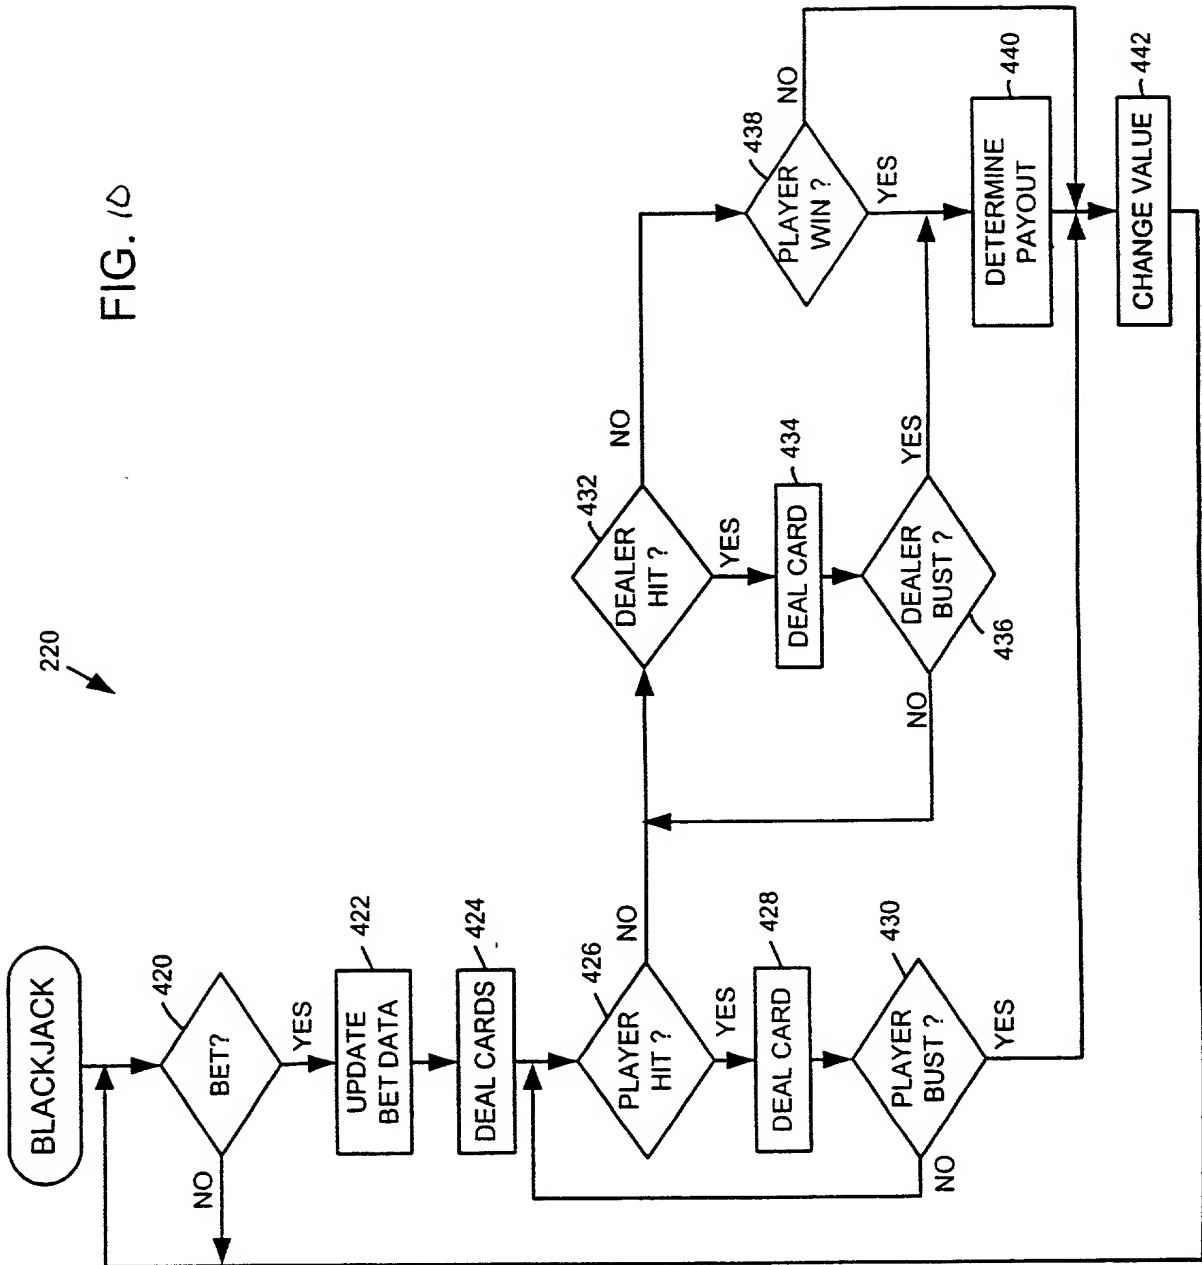 FIG. 10
220
BLACKJACK
420
BET?
NO
YES
422
UPDATE
BET DATA
424
DEAL CARDS
426
PLAYER
HIT?
NO
YES
428
DEAL CARD
430
PLAYER
BUST?
NO
YES
432
DEALER
HIT?
NO
YES
434
DEAL CARD
DEALER
BUST?
436
NO
YES
438
PLAYER
WIN?
NO
YES
440
DETERMINE
PAYOUT
442
CHANGE VALUE